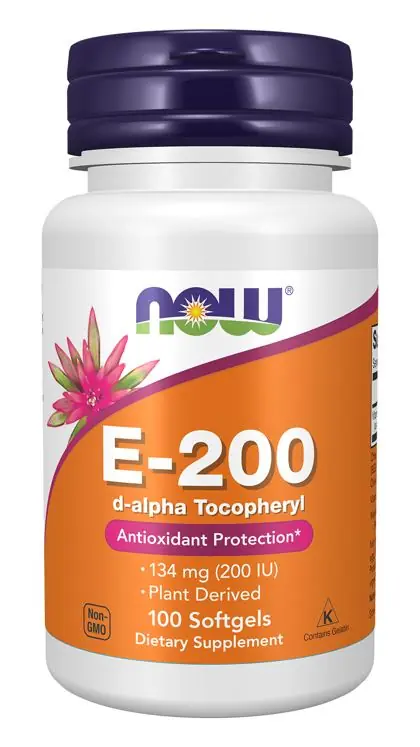 NOW®
E-200
d-alpha Tocopheryl
Antioxidant Protection*
• 134 mg (200 IU)
• Plant Derived
100 Softgels
Dietary Supplement
Non-
GMO
K
Contains Gelatin